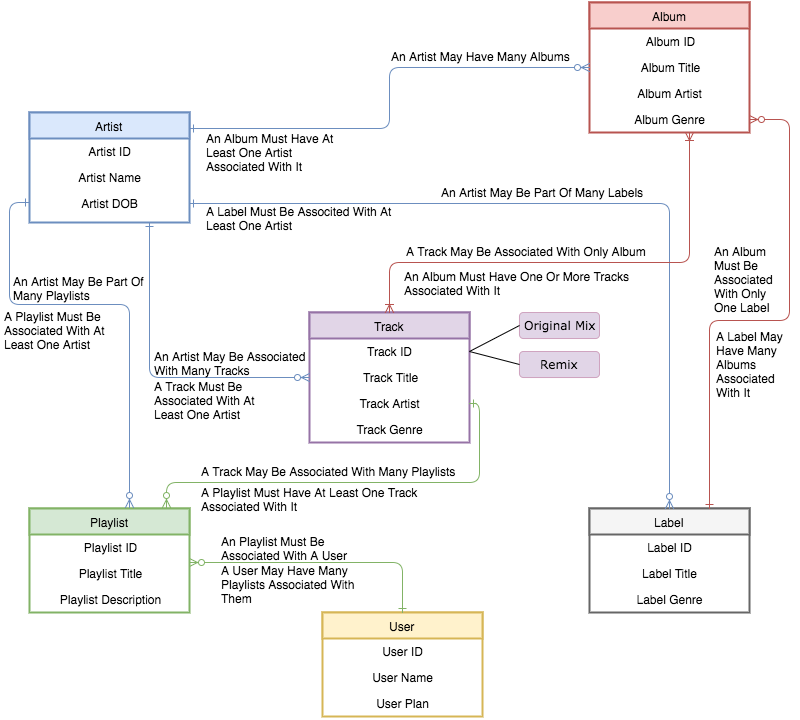 Album
Album ID
Album Title
Album Artist
Album Genre
An Artist May Have Many Albums
Artist
Artist ID
Artist Name
Artist DOB
An Album Must Have At
Least One Artist
Associated With It
An Artist May Be Part Of Many Labels
A Label Must Be Associted With At
Least One Artist
A Track May Be Associated With Only Album
An Album Must Have One Or More Tracks
Associated With It
An Album
Must Be
Associated
With Only
One Label
A Label May
Have Many
Albums
Associated
With It
An Artist May Be Part Of
Many Playlists
A Playlist Must Be
Associated With At
Least One Artist
Track
Track ID
Track Title
Track Artist
Track Genre
Original Mix
Remix
An Artist May Be Associated
With Many Tracks
A Track Must Be
Associated With At
Least One Artist
A Track May Be Associated With Many Playlists
A Playlist Must Have At Least One Track
Associated With It
Playlist
Playlist ID
Playlist Title
Playlist Description
An Playlist Must Be
Associated With A User
A User May Have Many
Playlists Associated With
Them
Label
Label ID
Label Title
Label Genre
User
User ID
User Name
User Plan